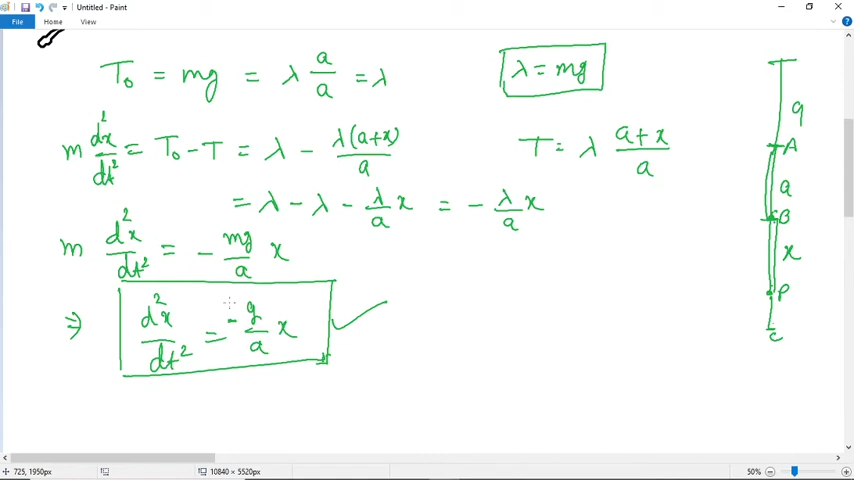 Untitled - Paint
File Home View
T₀ = mg = λ a/a = λ
λ = mg
m d²x/dt² = T₀ - T = λ - λ(a+x)/a
T = λ (a+x)/a
= λ - λ - λ/a x = - λ/a x
m d²x/dt² = - mg/a x
⇒ d²x/dt² = - g/a x
a
A
a
B
x
P
C
725, 1950px
10840 × 5520px
50%